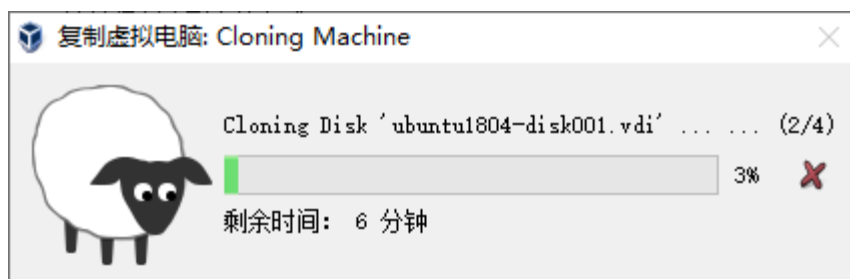 复制虚拟电脑: Cloning Machine
Cloning Disk 'ubuntu1804-disk001.vdi' ... ... (2/4)
3%
剩余时间: 6 分钟